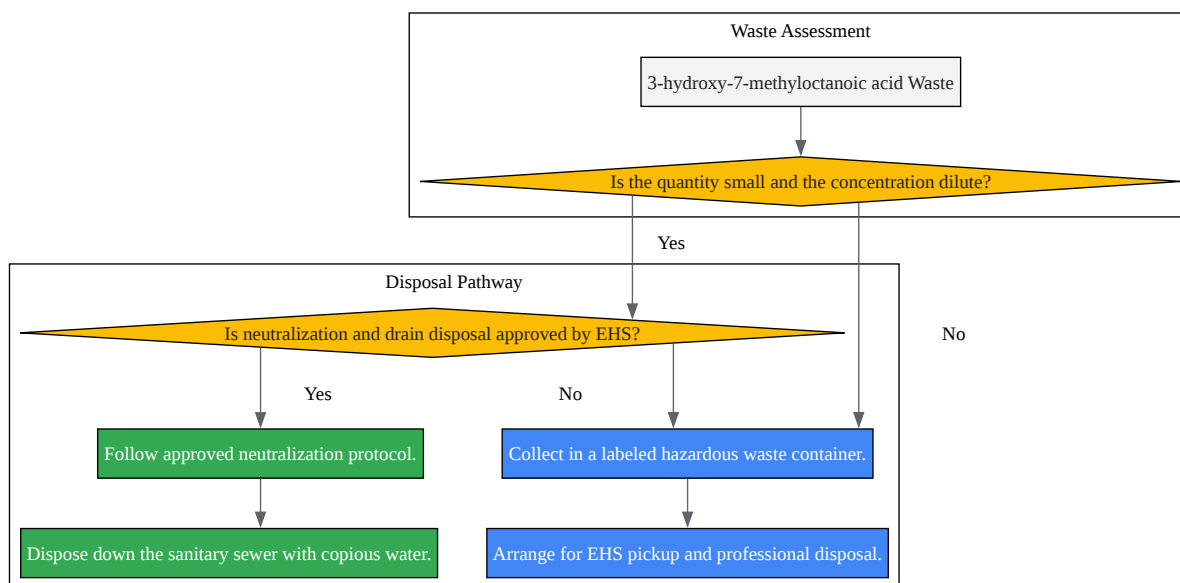 Waste Assessment
3-hydroxy-7-methyloctanoic acid Waste
Is the quantity small and the concentration dilute?
Yes
Disposal Pathway
Is neutralization and drain disposal approved by EHS?
No
Yes
No
Follow approved neutralization protocol.
Collect in a labeled hazardous waste container.
Dispose down the sanitary sewer with copious water.
Arrange for EHS pickup and professional disposal.